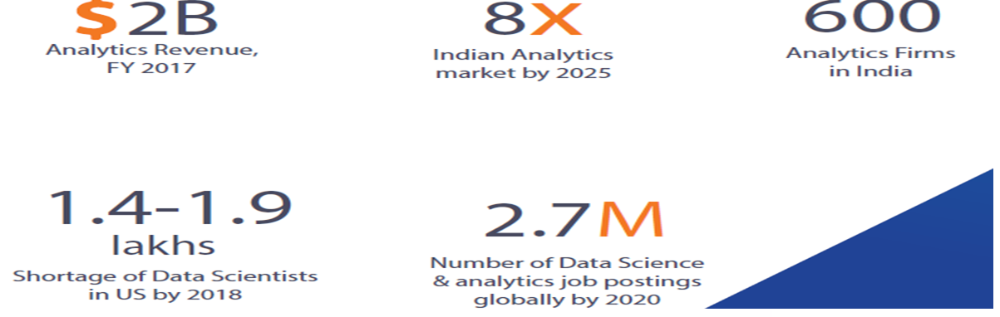 $2B
Analytics Revenue,
FY 2017
8X
Indian Analytics
market by 2025
600
Analytics Firms
in India
1.4-1.9
lakhs
Shortage of Data Scientists
in US by 2018
2.7M
Number of Data Science
& analytics job postings
globally by 2020